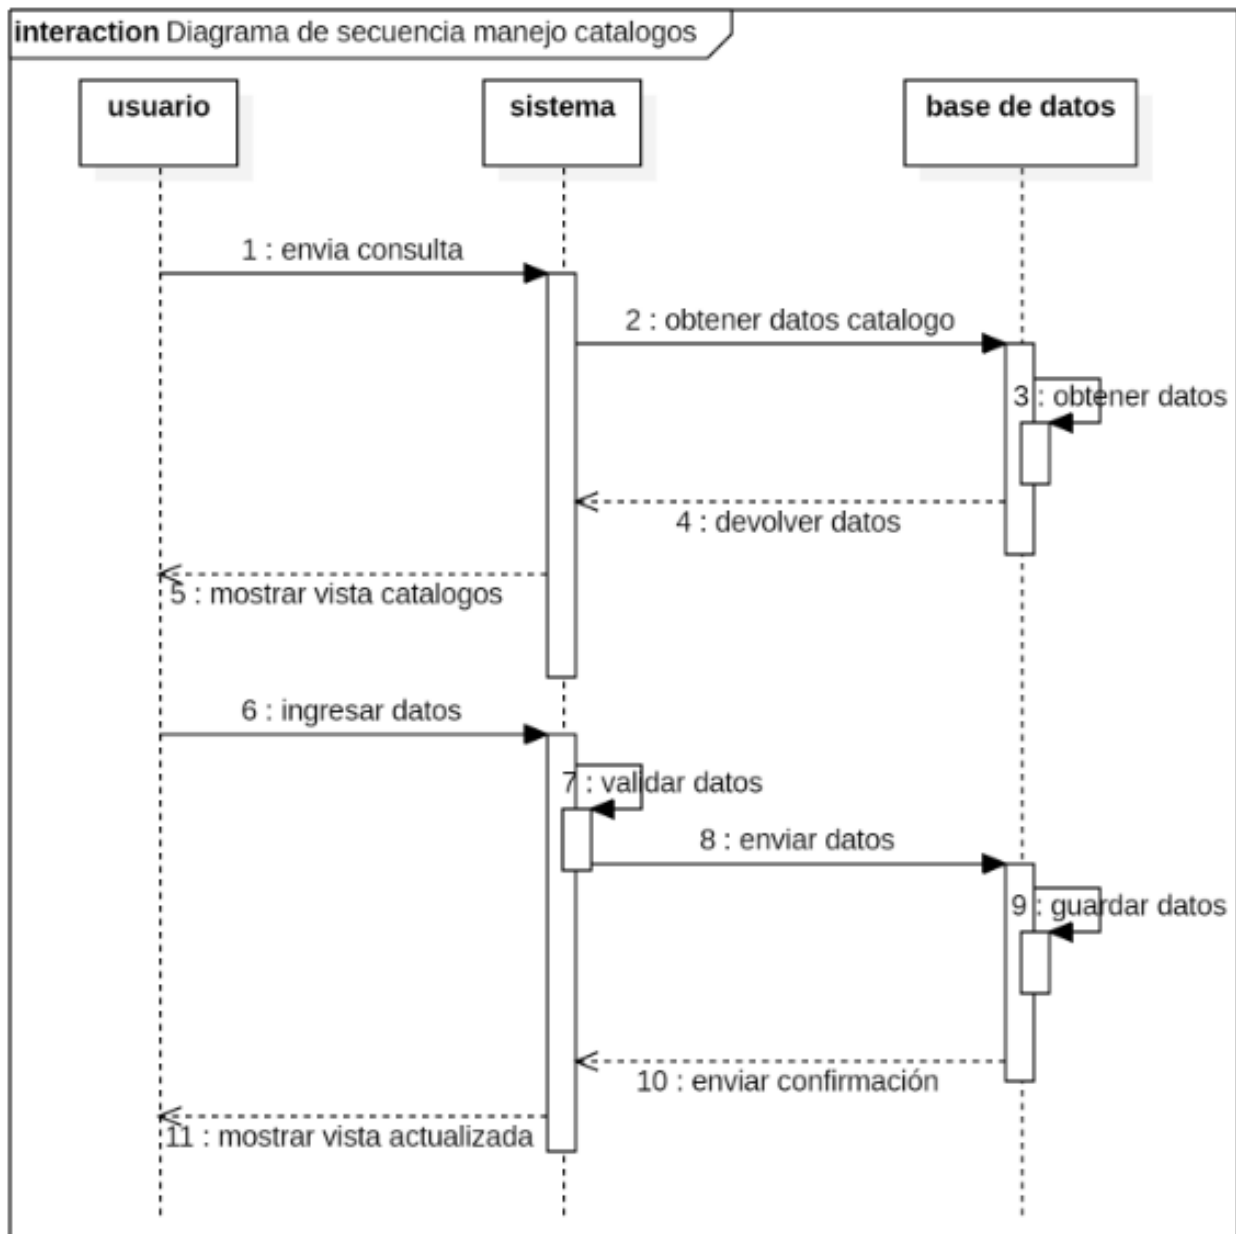 interaction Diagrama de secuencia manejo catalogos
usuario
sistema
base de datos
1 : envia consulta
2 : obtener datos catalogo
3 : obtener datos
4 : devolver datos
5 : mostrar vista catalogos
6 : ingresar datos
7 : validar datos
8 : enviar datos
9 : guardar datos
10 : enviar confirmación
11 : mostrar vista actualizada